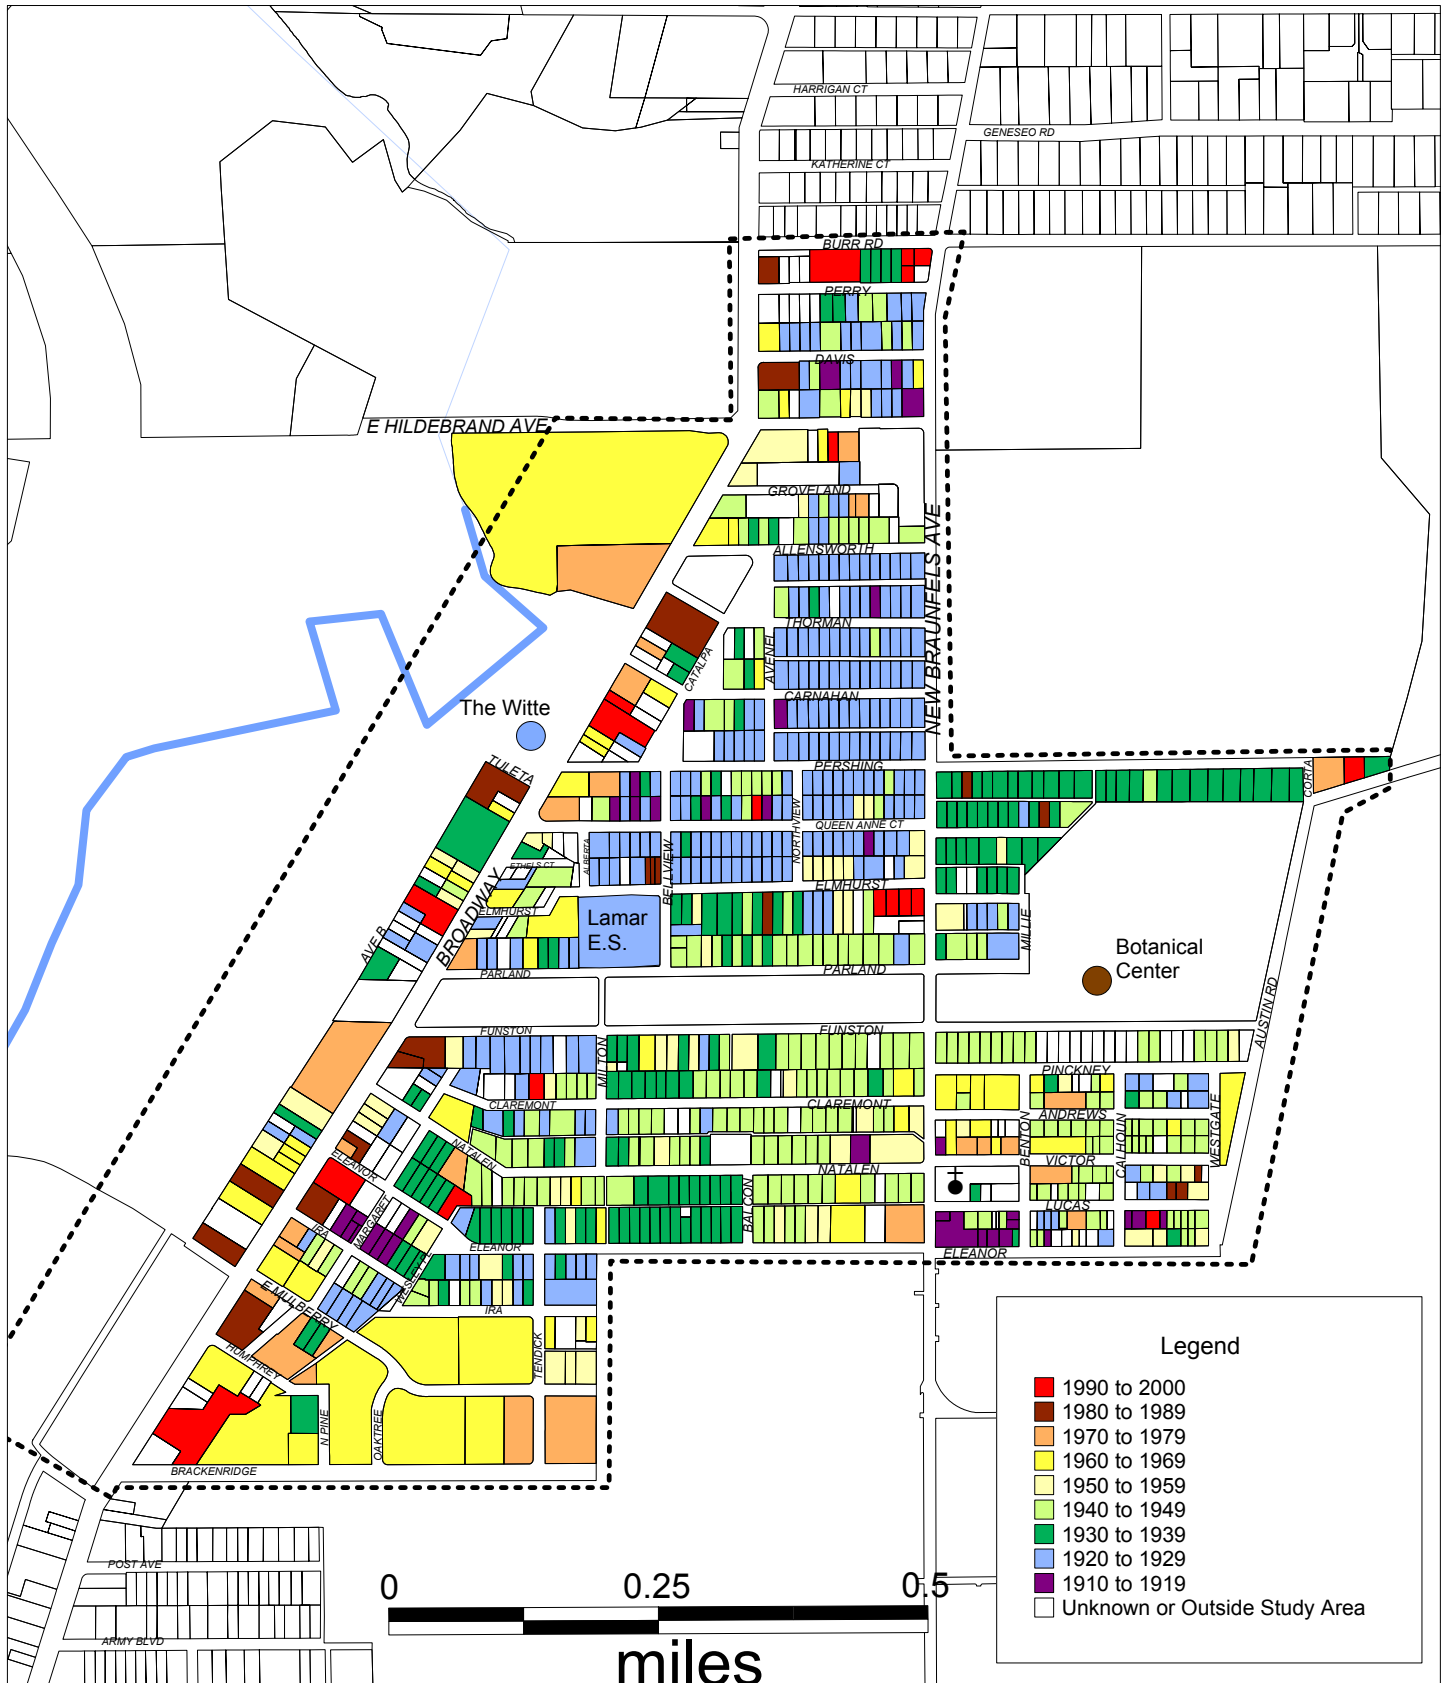 HARRIGAN CT
GENESEO RD
KATHERINE CT
BURR RD
PERRY
DAVIS
E HILDEBRAND AVE
GROVELAND
ALLENSWORTH
NEW BRAUNFELS AVE
THORMAN
AVENEL
CATALPA
CARNAHAN
The Witte
TULETA
PERSHING
CORTA
NORTHVIEW
QUEEN ANNE CT
ALBERTA
BELLVIEW
ETHELS CT
ELMHURST
BROADWAY
ELMHURST
Lamar
E.S.
AVE B
MILLIE
Botanical
Center
PARLAND
PARLAND
AUSTIN RD
FUNSTON
FUNSTON
MILTON
PINCKNEY
CLAREMONT
CLAREMONT
ANDREWS
WESTGATE
CALHOUN
BENTON
NATALEN
NATALEN
VICTOR
ELEANOR
BALCON
LUCAS
MARGARET
IRA
ELEANOR
ELEANOR
WESLEY PL
E MULBERRY
IRA
TENDICK
HUMPHREY
N PINE
OAKTREE
BRACKENRIDGE
Legend
1990 to 2000
1980 to 1989
1970 to 1979
1960 to 1969
1950 to 1959
1940 to 1949
1930 to 1939
1920 to 1929
1910 to 1919
Unknown or Outside Study Area
POST AVE
ARMY BLVD
0 0.25 0.5
miles